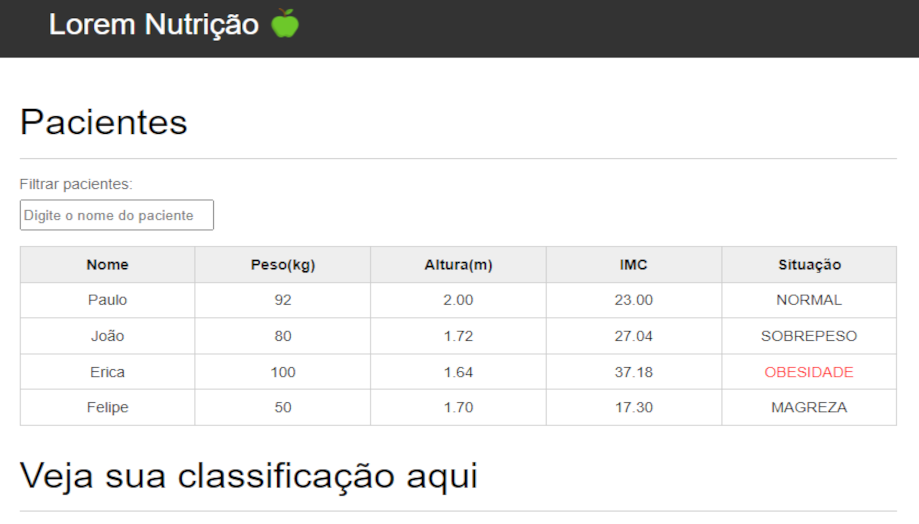 Lorem Nutrição
Pacientes
Filtrar pacientes:
Digite o nome do paciente
Nome Peso(kg) Altura(m) IMC Situação
Paulo 92 2.00 23.00 NORMAL
João 80 1.72 27.04 SOBREPESO
Erica 100 1.64 37.18 OBESIDADE
Felipe 50 1.70 17.30 MAGREZA
Veja sua classificação aqui